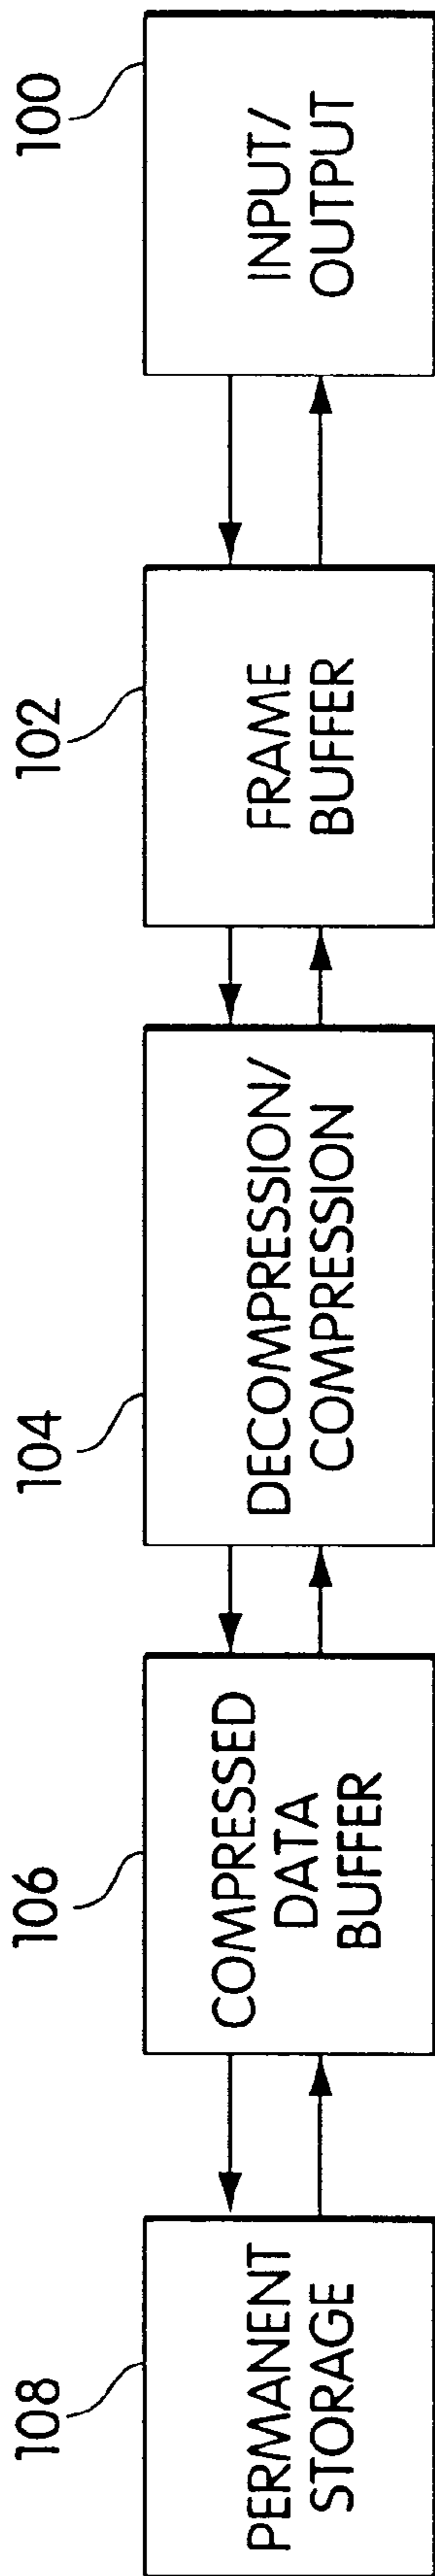 108
PERMANENT
STORAGE
106
COMPRESSED
DATA
BUFFER
104
DECOMPRESSION/
COMPRESSION
102
FRAME
BUFFER
100
INPUT/
OUTPUT